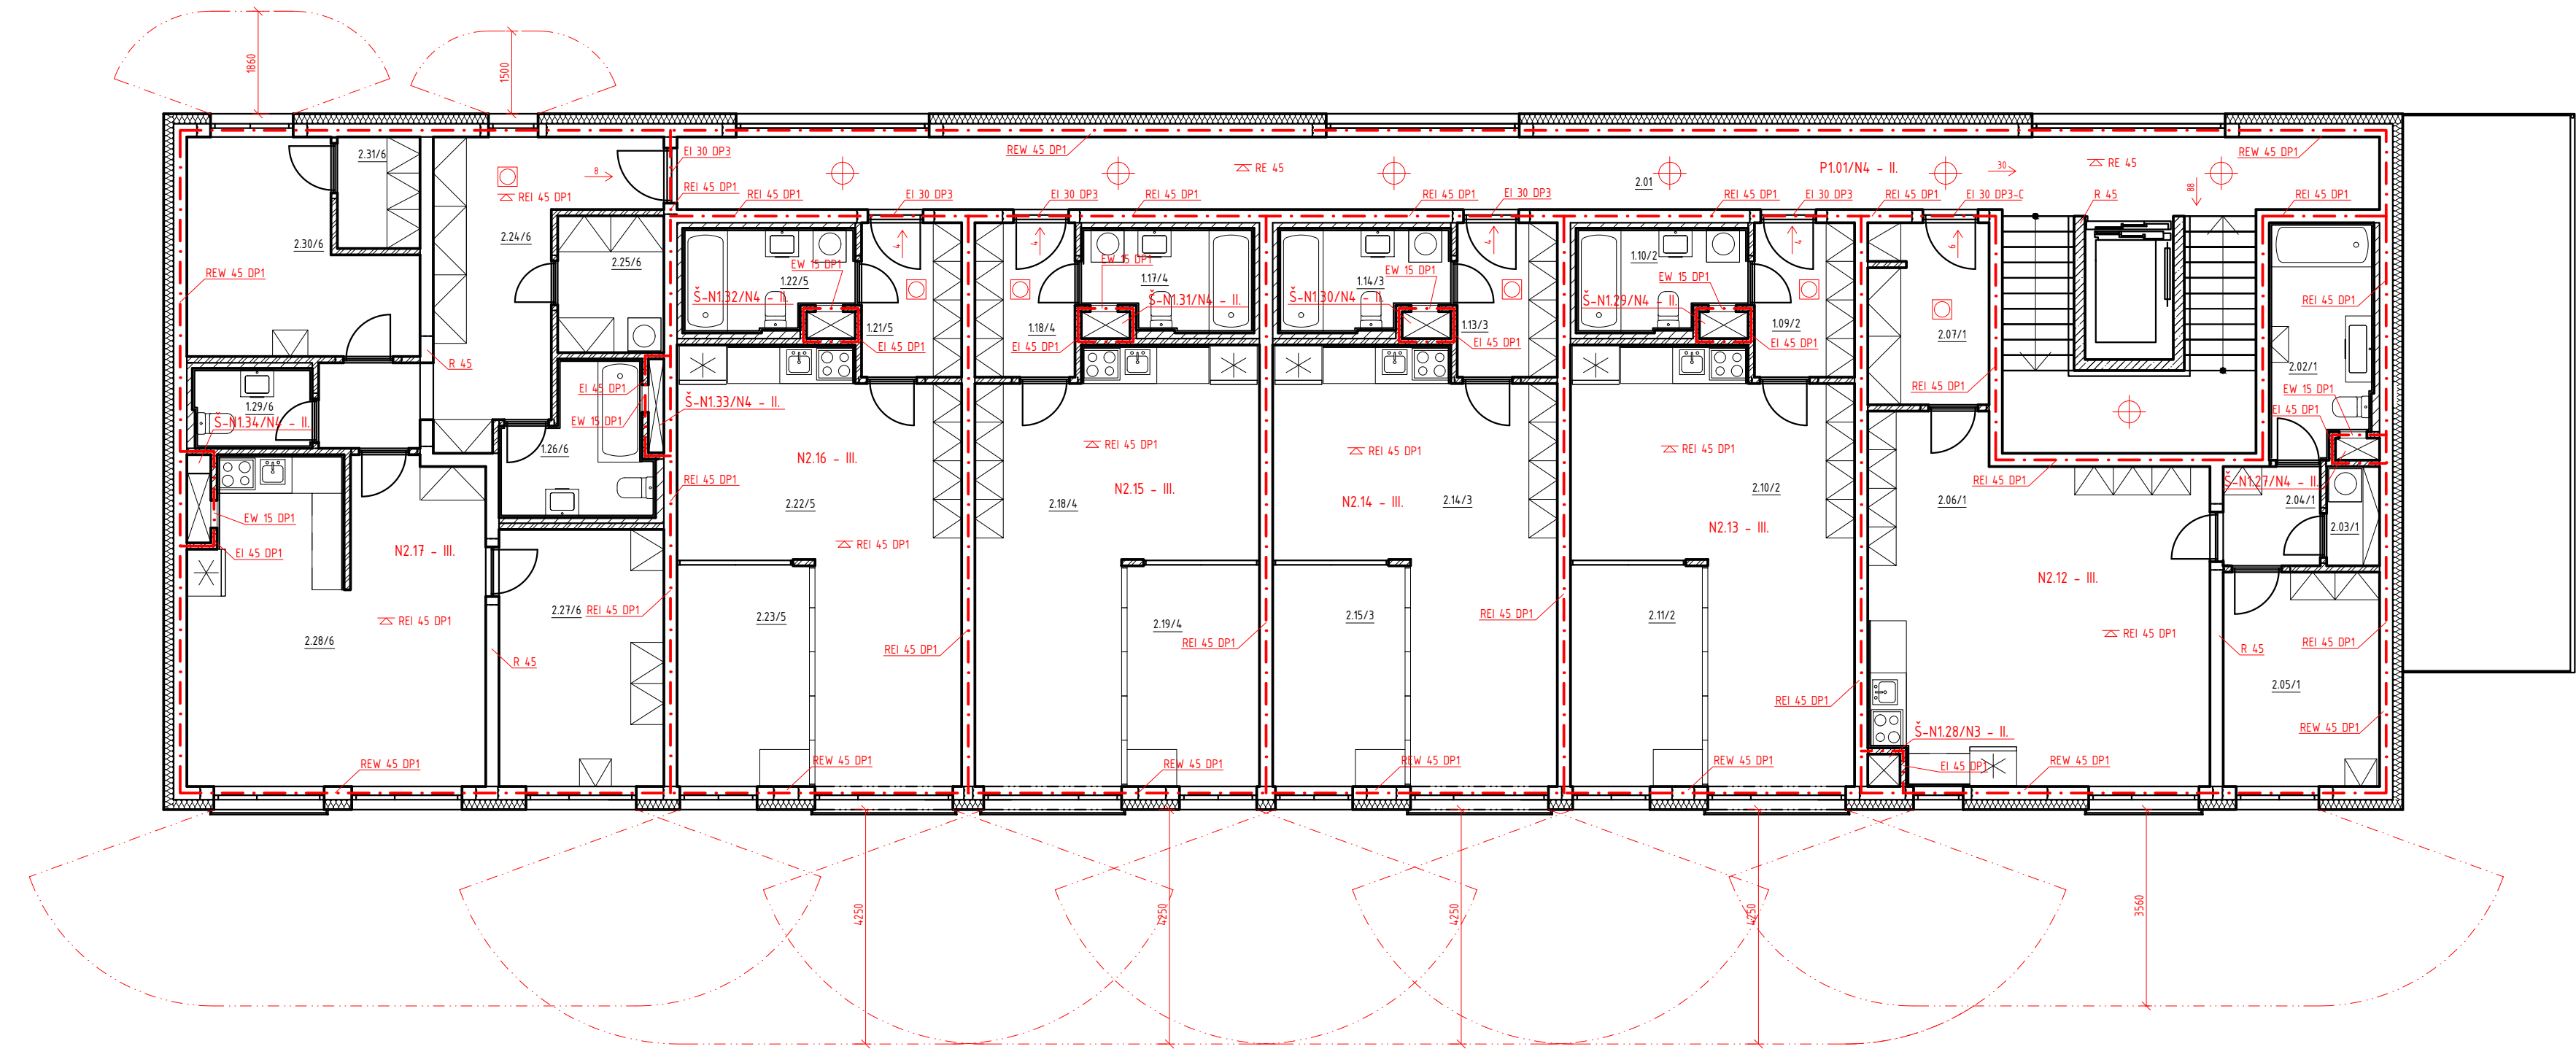 1860
1500
2.31/6
EI 30 DP3
REW 45 DP1
RE 45
P1.01/N4 – II.
30
RE 45
REW 45 DP1
8
REI 45 DP1
REI 45 DP1
REI 45 DP1
EI 30 DP3
EI 30 DP3
REI 45 DP1
REI 45 DP1
EI 30 DP3
2.01
REI 45 DP1
EI 30 DP3
REI 45 DP1
EI 30 DP3-C
R 45
88
REI 45 DP1
2.30/6
2.24/6
2.25/6
4
4
4
4
6
REW 45 DP1
EW 15 DP1
1.22/5
EW 15 DP1
1.17/4
EW 15 DP1
1.14/3
1.10/2
EW 15 DP1
Š-N1.32/N4 – II.
Š-N1.31/N4 – II.
Š-N1.30/N4 – II.
Š-N1.29/N4 – II.
REI 45 DP1
1.21/5
1.18/4
1.13/3
1.09/2
2.07/1
EI 45 DP1
EI 45 DP1
EI 45 DP1
EI 45 DP1
R 45
2.02/1
REI 45 DP1
EI 45 DP1
EW 15 DP1
1.29/6
Š-N1.33/N4 – II.
Š-N1.34/N4 – II.
EW 15 DP1
EI 45 DP1
1.26/6
N2.16 – III.
REI 45 DP1
REI 45 DP1
REI 45 DP1
REI 45 DP1
REI 45 DP1
Š-N1.27/N4 – II.
N2.15 – III.
2.22/5
2.18/4
N2.14 – III.
2.14/3
2.10/2
2.06/1
2.04/1
EW 15 DP1
N2.13 – III.
2.03/1
EI 45 DP1
N2.17 – III.
REI 45 DP1
N2.12 – III.
2.27/6
REI 45 DP1
2.23/5
2.19/4
2.15/3
REI 45 DP1
2.11/2
REI 45 DP1
2.28/6
REI 45 DP1
REI 45 DP1
REI 45 DP1
R 45
REI 45 DP1
R 45
2.05/1
REI 45 DP1
REW 45 DP1
Š-N1.28/N3 – II.
REW 45 DP1
REW 45 DP1
REW 45 DP1
REW 45 DP1
REW 45 DP1
EI 45 DP1
REW 45 DP1
4250
4250
4250
4250
3560